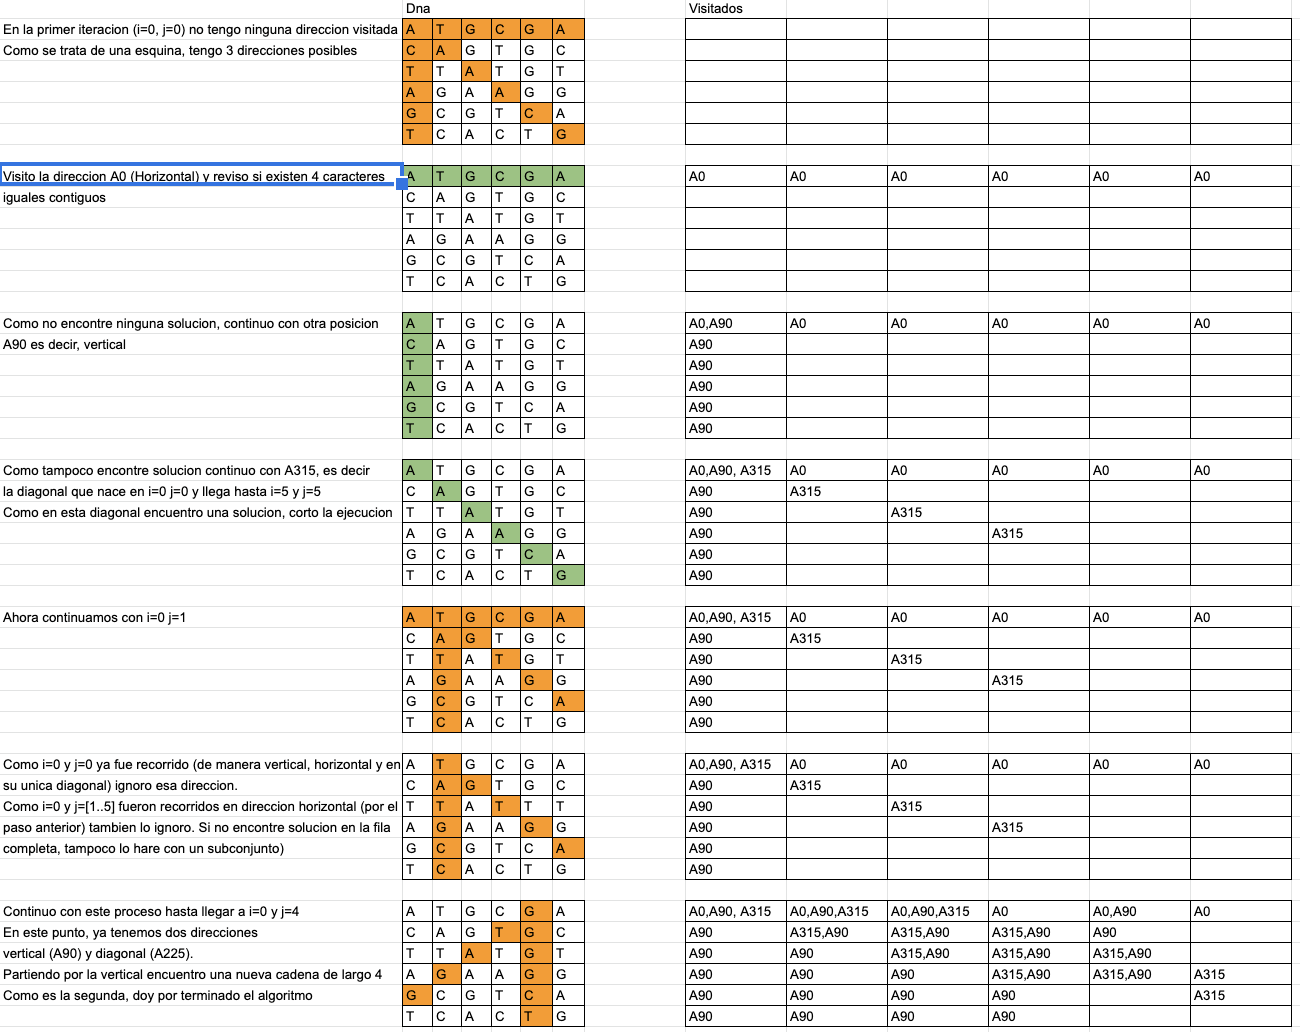 Dna Visitados
En la primer iteracion (i=0, j=0) no tengo ninguna direccion visitada A T G C G A
Como se trata de una esquina, tengo 3 direcciones posibles C A G T G C
T T A T G T
A G A A G G
G C G T C A
T C A C T G
Visito la direccion A0 (Horizontal) y reviso si existen 4 caracteres A T G C G A A0 A0 A0 A0 A0 A0
iguales contiguos C A G T G C
T T A T G T
A G A A G G
G C G T C A
T C A C T G
Como no encontre ninguna solucion, continuo con otra posicion A T G C G A A0,A90 A0 A0 A0 A0 A0
A90 es decir, vertical C A G T G C A90
T T A T G T A90
A G A A G G A90
G C G T C A A90
T C A C T G A90
Como tampoco encontre solucion continuo con A315, es decir A T G C G A A0,A90, A315 A0 A0 A0 A0 A0
la diagonal que nace en i=0 j=0 y llega hasta i=5 y j=5 C A G T G C A90 A315
Como en esta diagonal encuentro una solucion, corto la ejecucion T T A T G T A90 A315
A G A A G G A90 A315
G C G T C A A90
T C A C T G A90
Ahora continuamos con i=0 j=1 A T G C G A A0,A90, A315 A0 A0 A0 A0 A0
C A G T G C A90 A315
T T A T G T A90 A315
A G A A G G A90 A315
G C G T C A A90
T C A C T G A90
Como i=0 y j=0 ya fue recorrido (de manera vertical, horizontal y en A T G C G A A0,A90, A315 A0 A0 A0 A0 A0
su unica diagonal) ignoro esa direccion. C A G T G C A90 A315
Como i=0 y j=[1..5] fueron recorridos en direccion horizontal (por el T T A T T T A90 A315
paso anterior) tambien lo ignoro. Si no encontre solucion en la fila A G A A G G A90 A315
completa, tampoco lo hare con un subconjunto) G C G T C A A90
T C A C T G A90
Continuo con este proceso hasta llegar a i=0 y j=4 A T G C G A A0,A90, A315 A0,A90,A315 A0,A90,A315 A0 A0,A90 A0
En este punto, ya tenemos dos direcciones C A G T G C A90 A315,A90 A315,A90 A315,A90 A90
vertical (A90) y diagonal (A225). T T A T G T A90 A90 A315,A90 A315,A90 A315,A90
Partiendo por la vertical encuentro una nueva cadena de largo 4 A G A A G G A90 A90 A90 A315,A90 A315,A90 A315
Como es la segunda, doy por terminado el algoritmo G C G T C A A90 A90 A90 A90 A315
T C A C T G A90 A90 A90 A90